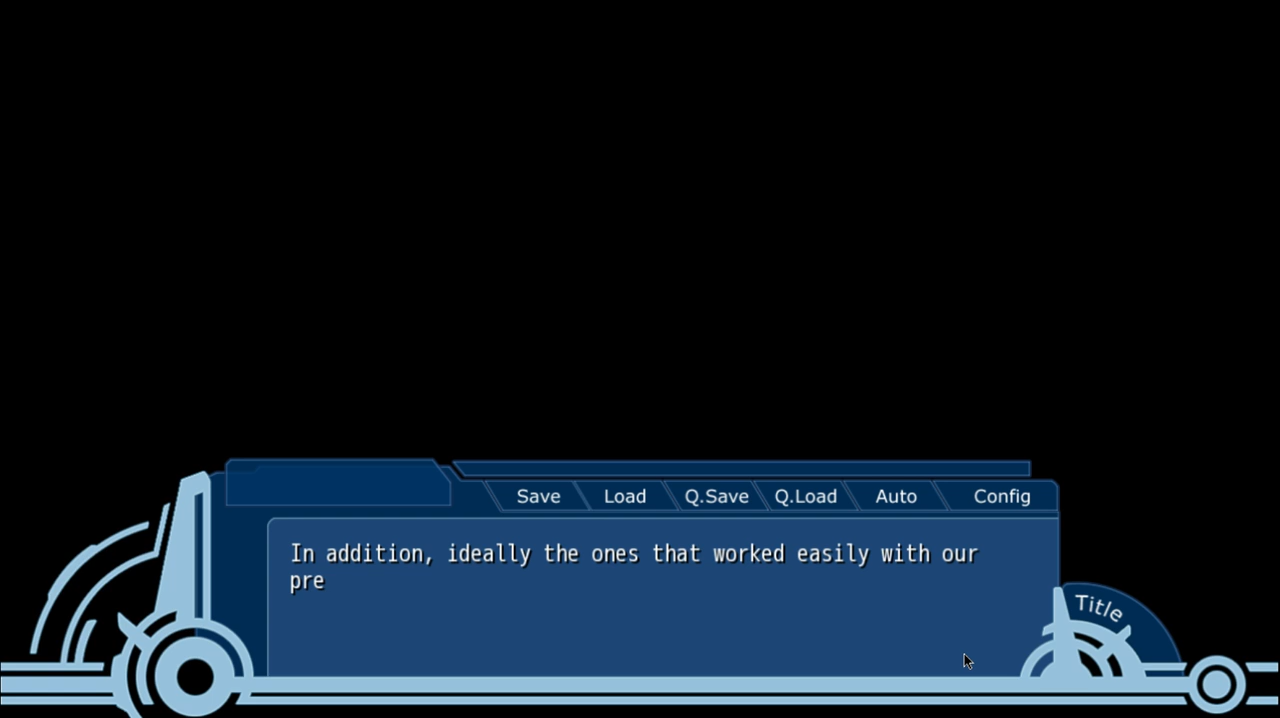 Save Load Q.Save Q.Load Auto Config
In addition, ideally the ones that worked easily with our
pre
Title